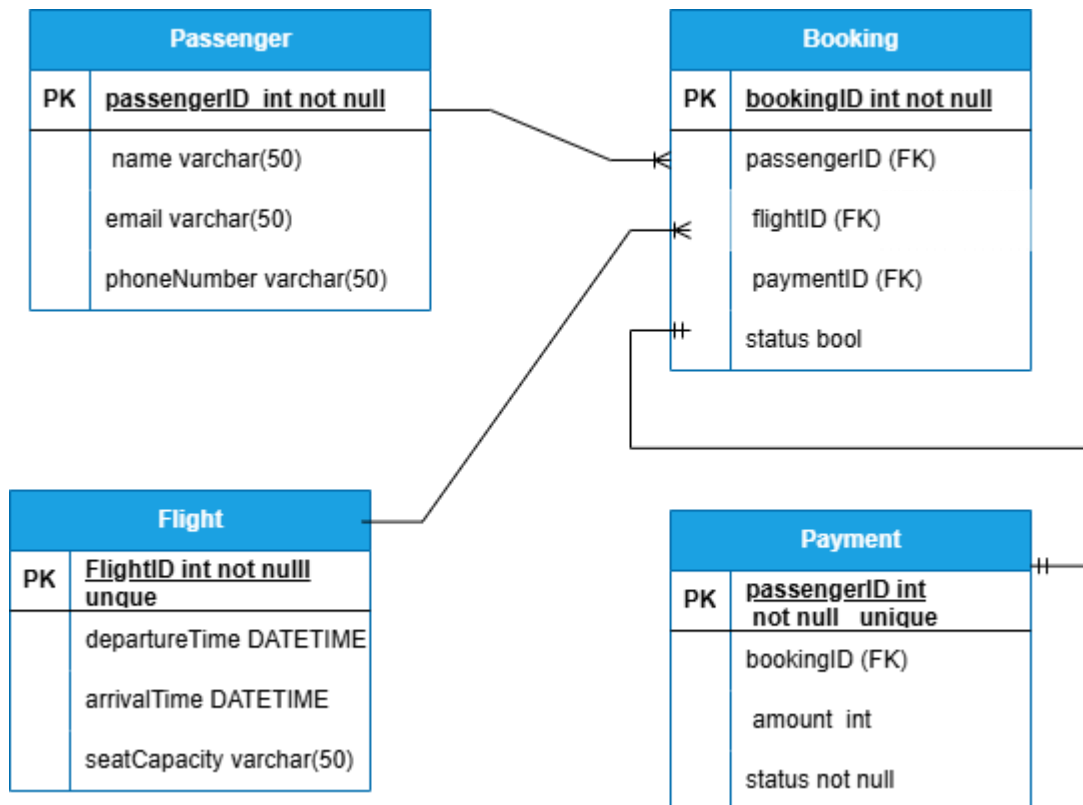 Passenger
PK passengerID int not null
name varchar(50)
email varchar(50)
phoneNumber varchar(50)
Booking
PK bookingID int not null
passengerID (FK)
flightID (FK)
paymentID (FK)
status bool
Flight
PK FlightID int not nulll
unque
departureTime DATETIME
arrivalTime DATETIME
seatCapacity varchar(50)
Payment
PK passengerID int
not null unique
bookingID (FK)
amount int
status not null